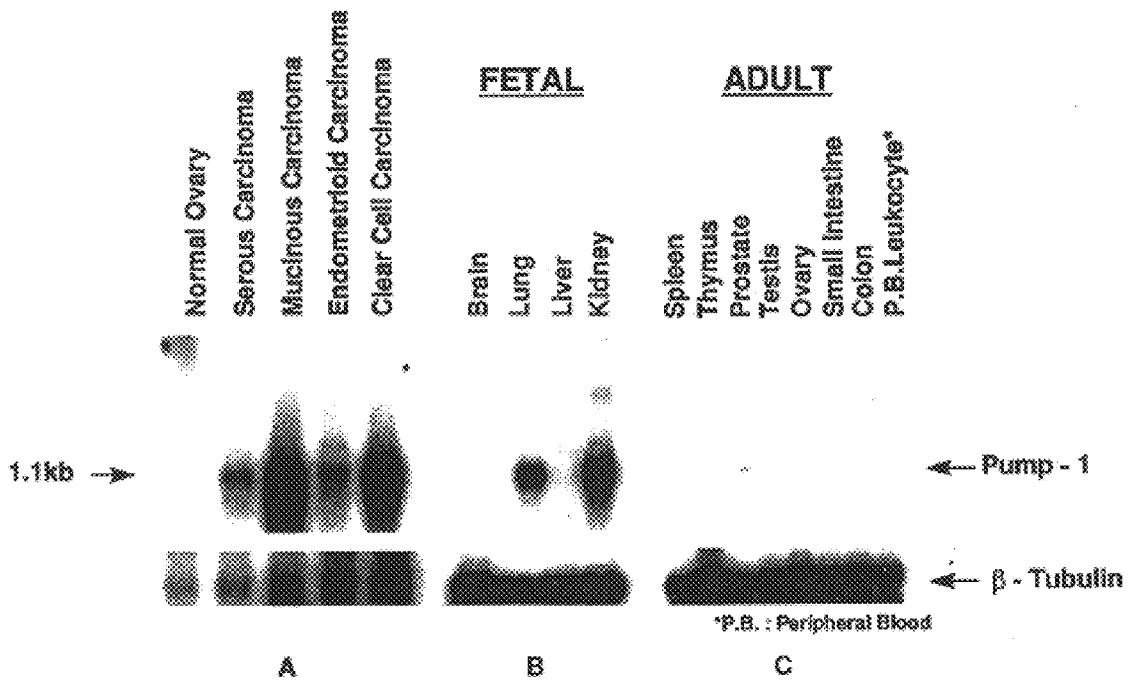 FETAL
ADULT
Normal Ovary
Serous Carcinoma
Mucinous Carcinoma
Endometrioid Carcinoma
Clear Cell Carcinoma
Brain
Lung
Liver
Kidney
Spleen
Thymus
Prostate
Testis
Ovary
Small Intestine
Colon
P.B.Leukocyte*
1.1kb
Pump - 1
β - Tubulin
*P.B. : Peripheral Blood
A
B
C